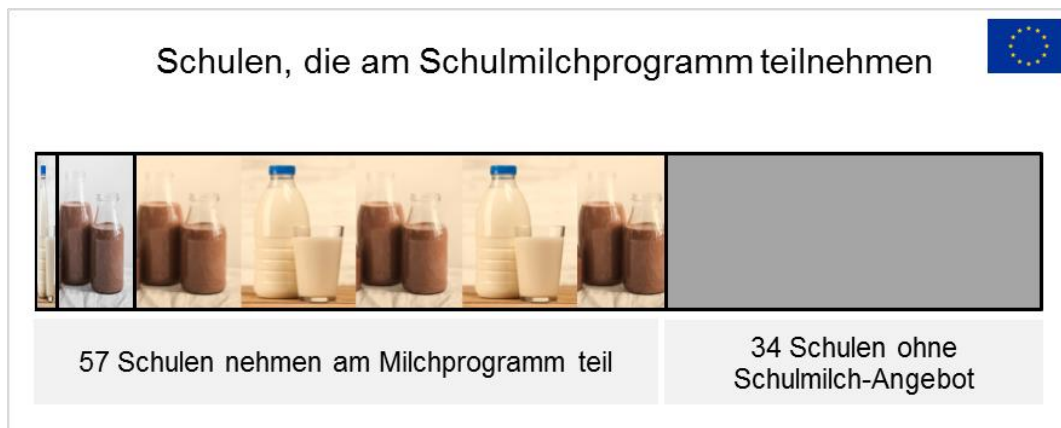 Schulen, die am Schulmilchprogramm teilnehmen
57 Schulen nehmen am Milchprogramm teil
34 Schulen ohne
Schulmilch-Angebot